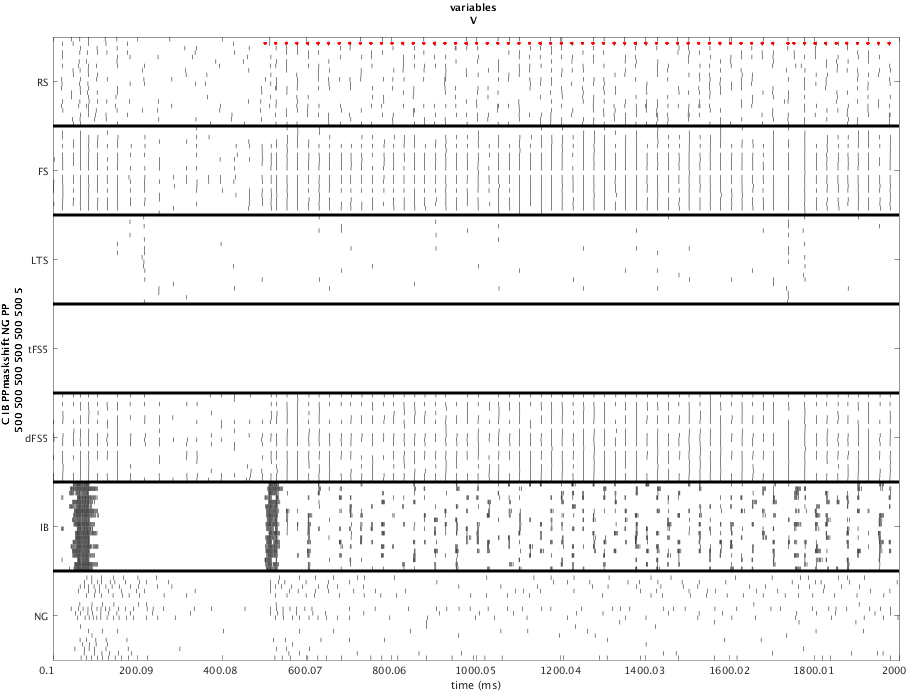 variables
V
RS
FS
LTS
tFS5
dFS5
IB
NG
C IB PPmaskshift NG PP
500 500 500 500 500 500 5
0.1 200.09 400.08 600.07 800.06 1000.05 1200.04 1400.03 1600.02 1800.01 2000
time (ms)